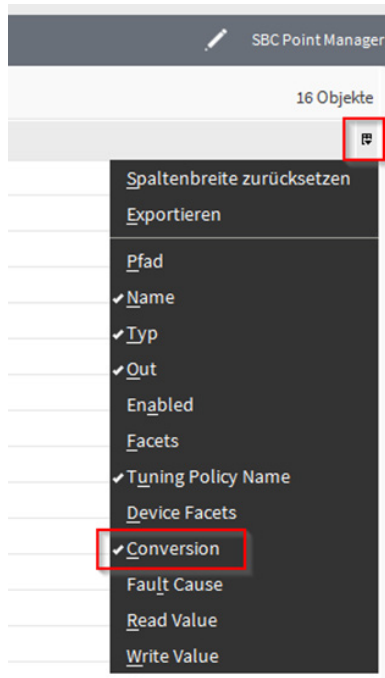 SBC Point Manager
16 Objekte
Spaltenbreite zurücksetzen
Exportieren
Pfad
Name
Typ
Out
Enabled
Facets
Tuning Policy Name
Device Facets
Conversion
Fault Cause
Read Value
Write Value